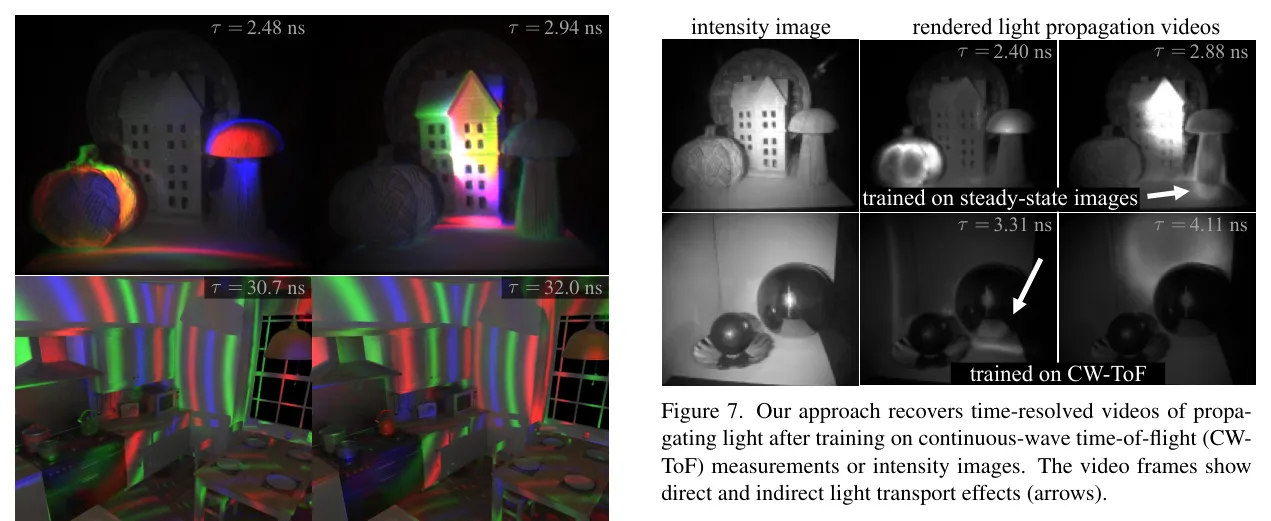 τ = 2.48 ns
τ = 2.94 ns
τ = 30.7 ns
τ = 32.0 ns
intensity image
rendered light propagation videos
τ = 2.40 ns
τ = 2.88 ns
trained on steady-state images
τ = 3.31 ns
τ = 4.11 ns
trained on CW-ToF
Figure 7. Our approach recovers time-resolved videos of propa-
gating light after training on continuous-wave time-of-flight (CW-
ToF) measurements or intensity images. The video frames show
direct and indirect light transport effects (arrows).